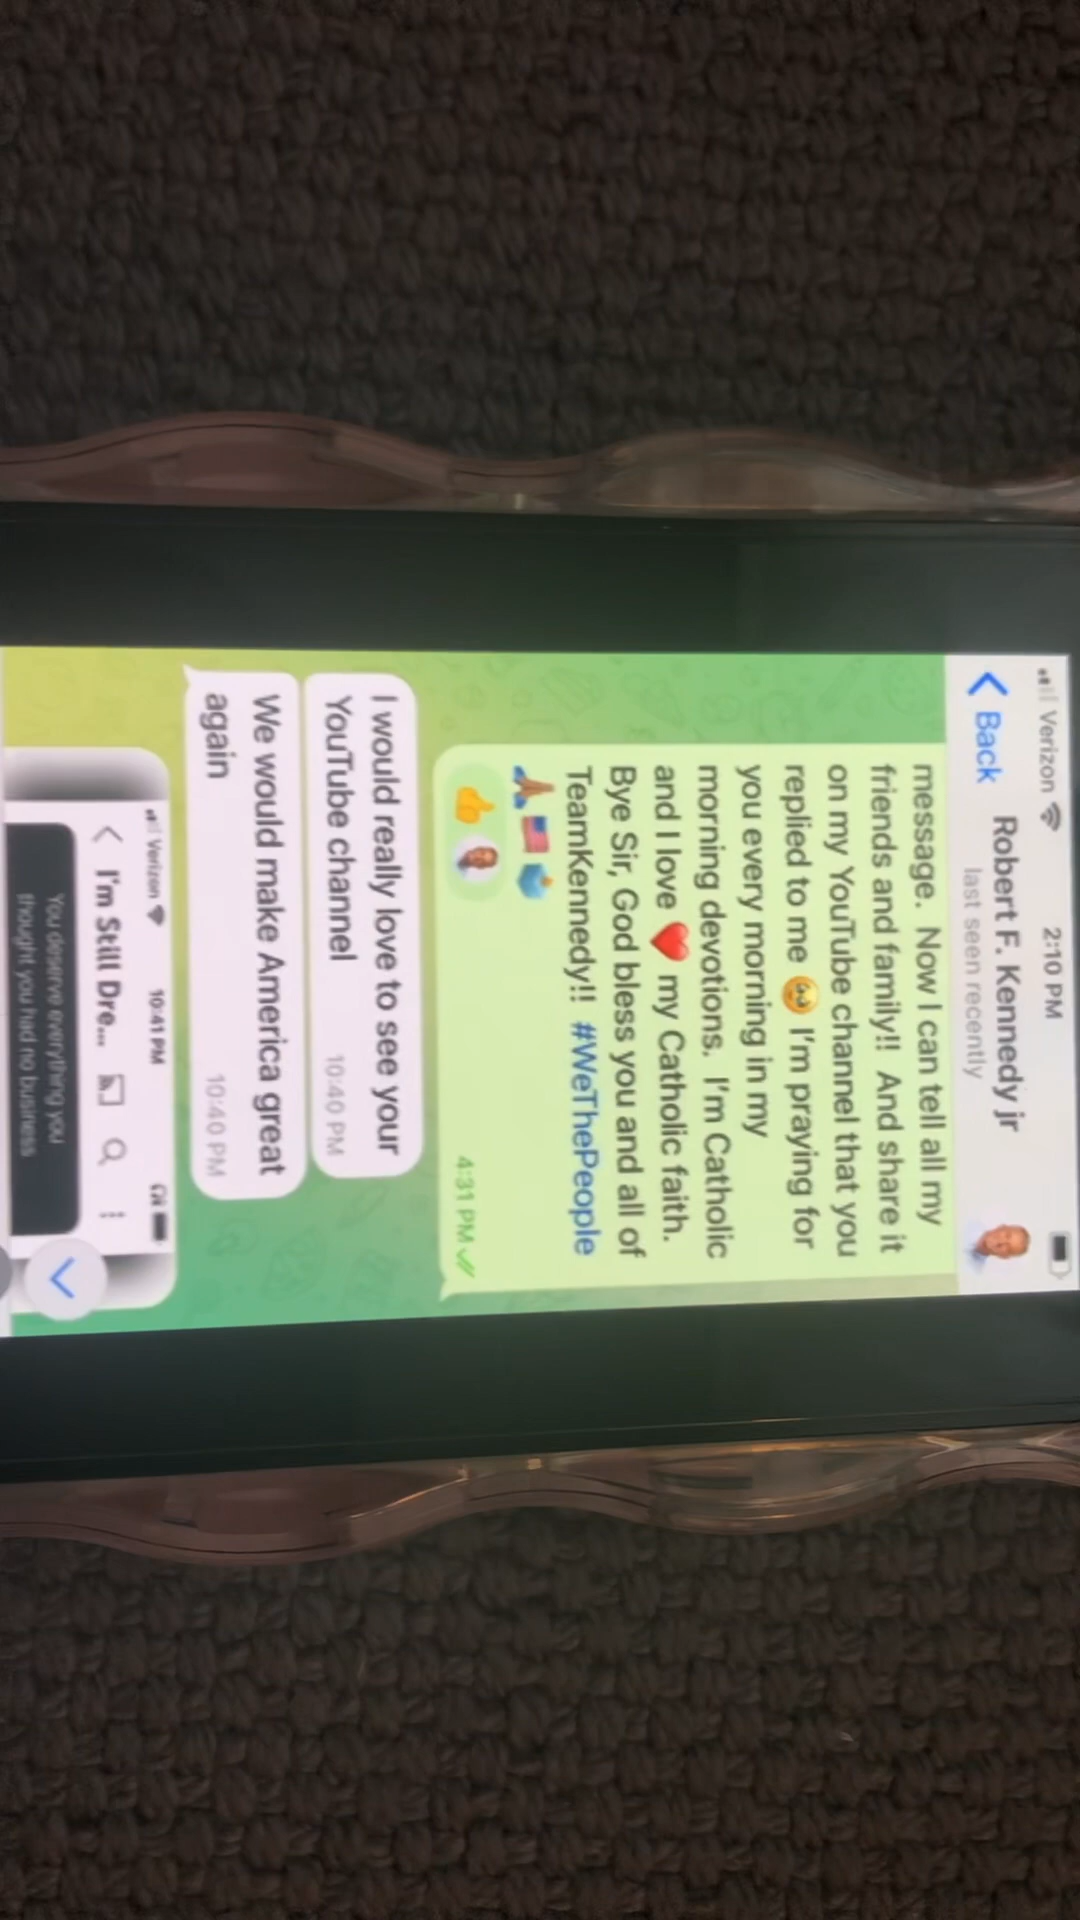 Verizon 2:10 PM
Back Robert F. Kennedy jr
last seen recently
message. Now I can tell all my
friends and family!! And share it
on my YouTube channel that you
replied to me 🥹 I'm praying for
you every morning in my
morning devotions. I'm Catholic
and I love ❤️ my Catholic faith.
Bye Sir, God bless you and all of
TeamKennedy!! #WeThePeople
🙏🏾 🇺🇸 🗳️
👍 4:31 PM
I would really love to see your
YouTube channel 10:40 PM
We would make America great
again 10:40 PM
Verizon 10:41 PM
I'm Still Dre...
You deserve everything you
thought you had no business